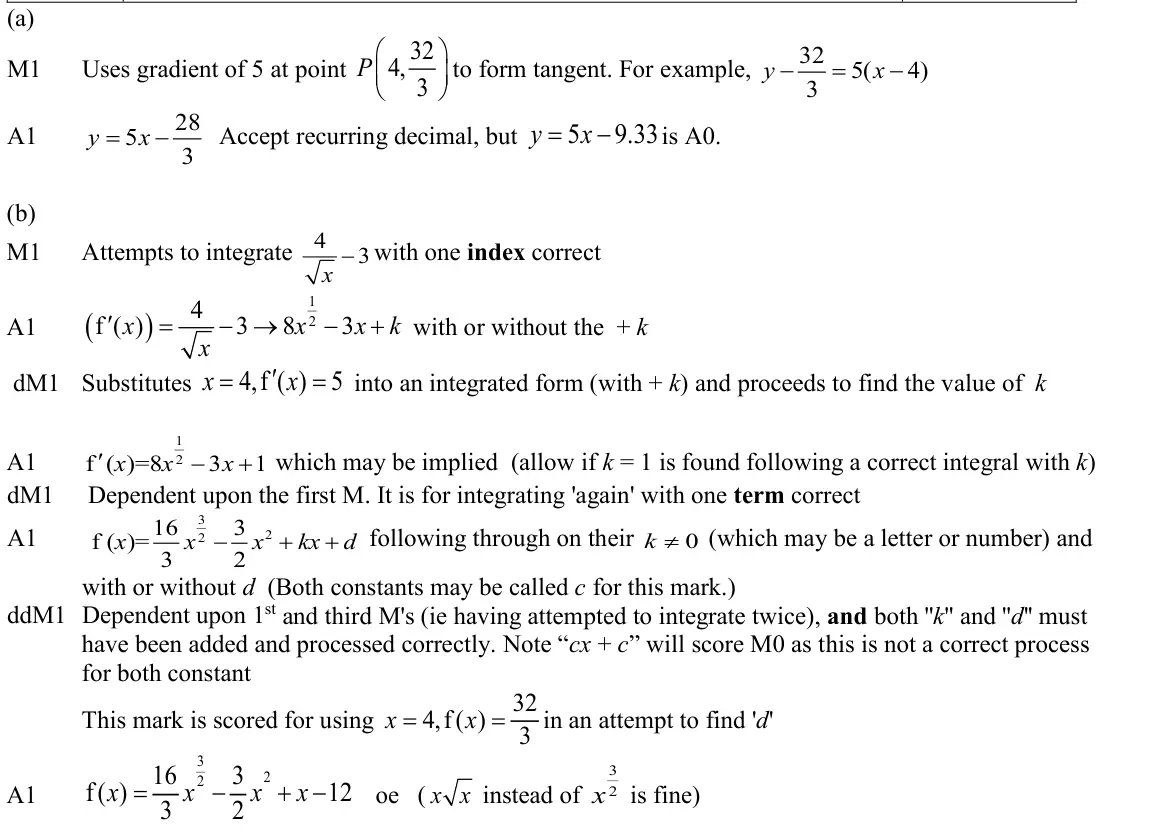 (a)
M1 Uses gradient of 5 at point P(4, 32/3) to form tangent. For example, y − 32/3 = 5(x − 4)
A1 y = 5x − 28/3 Accept recurring decimal, but y = 5x − 9.33 is A0.
(b)
M1 Attempts to integrate 4/√x − 3 with one index correct
A1 (f′(x)) = 4/√x − 3 → 8x^(1/2) − 3x + k with or without the + k
dM1 Substitutes x = 4, f′(x) = 5 into an integrated form (with + k) and proceeds to find the value of k
A1 f′(x)=8x^(1/2) − 3x + 1 which may be implied (allow if k = 1 is found following a correct integral with k)
dM1 Dependent upon the first M. It is for integrating 'again' with one term correct
A1 f (x)= 16/3 x^(3/2) − 3/2 x² + kx + d following through on their k ≠ 0 (which may be a letter or number) and
with or without d (Both constants may be called c for this mark.)
ddM1 Dependent upon 1st and third M's (ie having attempted to integrate twice), and both "k" and "d" must
have been added and processed correctly. Note “cx + c” will score M0 as this is not a correct process
for both constant
This mark is scored for using x = 4, f(x) = 32/3 in an attempt to find 'd'
A1 f(x) = 16/3 x^(3/2) − 3/2 x² + x − 12 oe (x√x instead of x^(3/2) is fine)